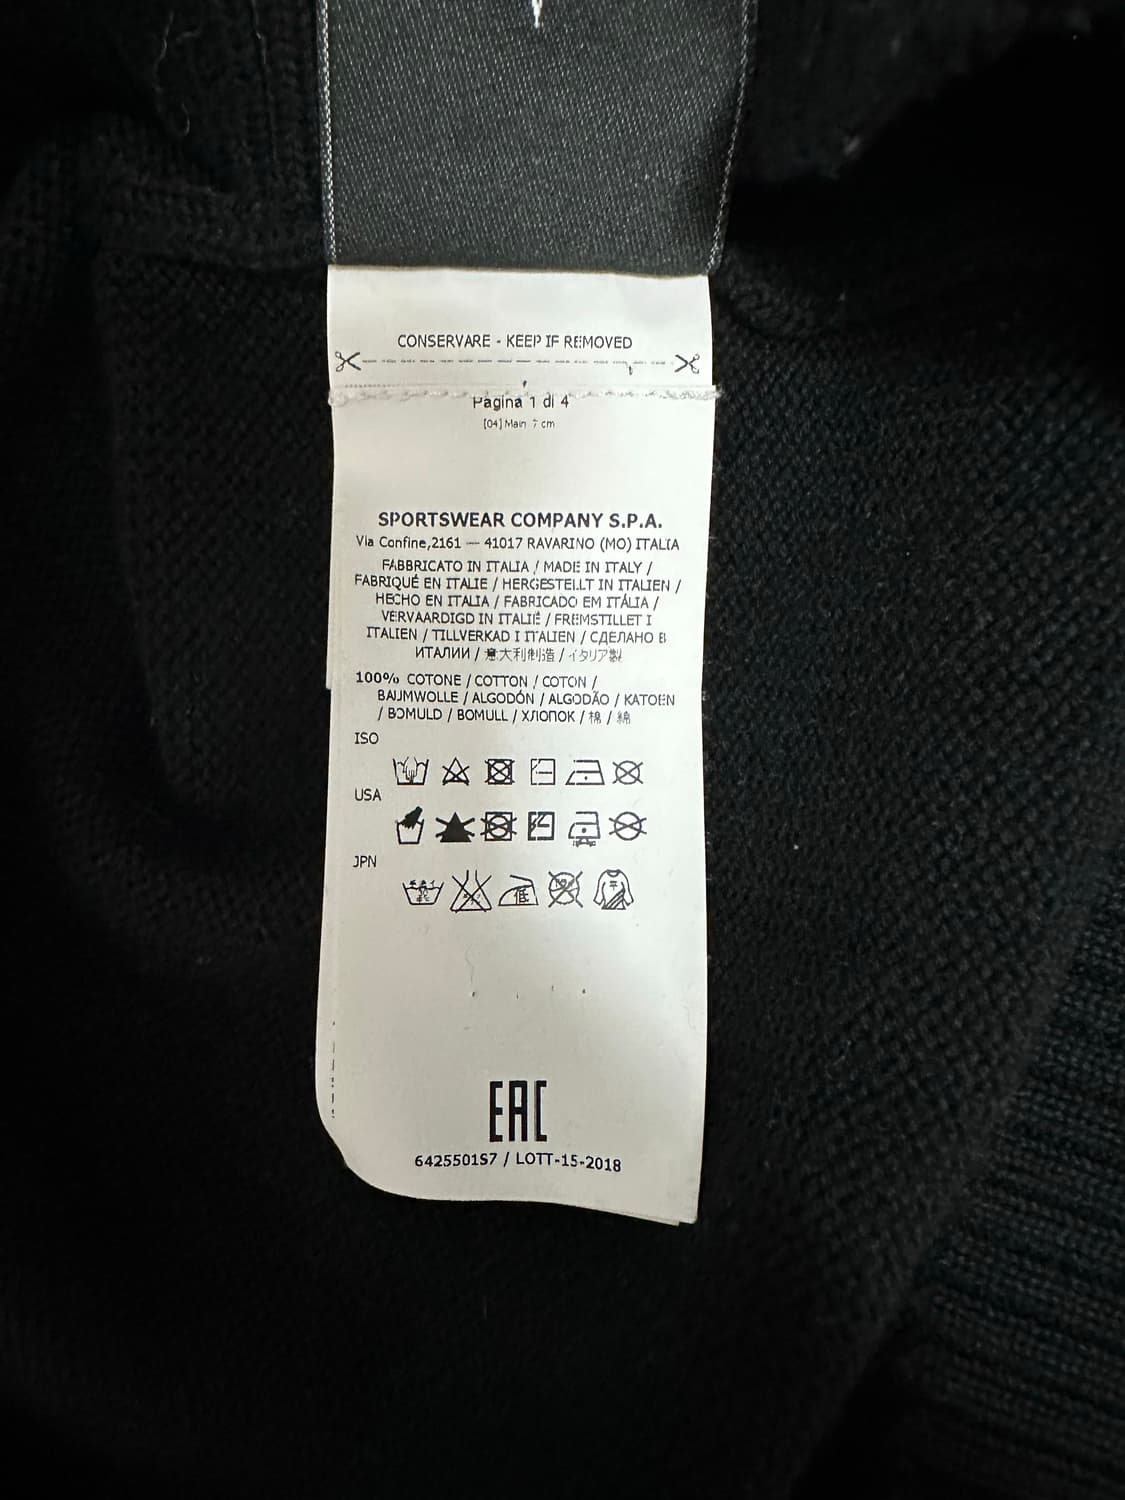 CONSERVARE - KEEP IF REMOVED
Pagina 1 di 4
[04] Main 7 cm
SPORTSWEAR COMPANY S.P.A.
Via Confine,2161 — 41017 RAVARINO (MO) ITALIA
FABBRICATO IN ITALIA / MADE IN ITALY /
FABRIQUÉ EN ITALIE / HERGESTELLT IN ITALIEN /
HECHO EN ITALIA / FABRICADO EM ITÁLIA /
VERVAARDIGD IN ITALIË / FREMSTILLET I
ITALIEN / TILLVERKAD I ITALIEN / СДЕЛАНО В
ИТАЛИИ / 意大利制造 / イタリア製
100% COTONE / COTTON / COTON /
BAUMWOLLE / ALGODÓN / ALGODÃO / KATOEN
/ BOMULD / BOMULL / ХЛОПОК / 棉 / 綿
ISO
USA
JPN
低
EAC
6425501S7 / LOTT-15-2018